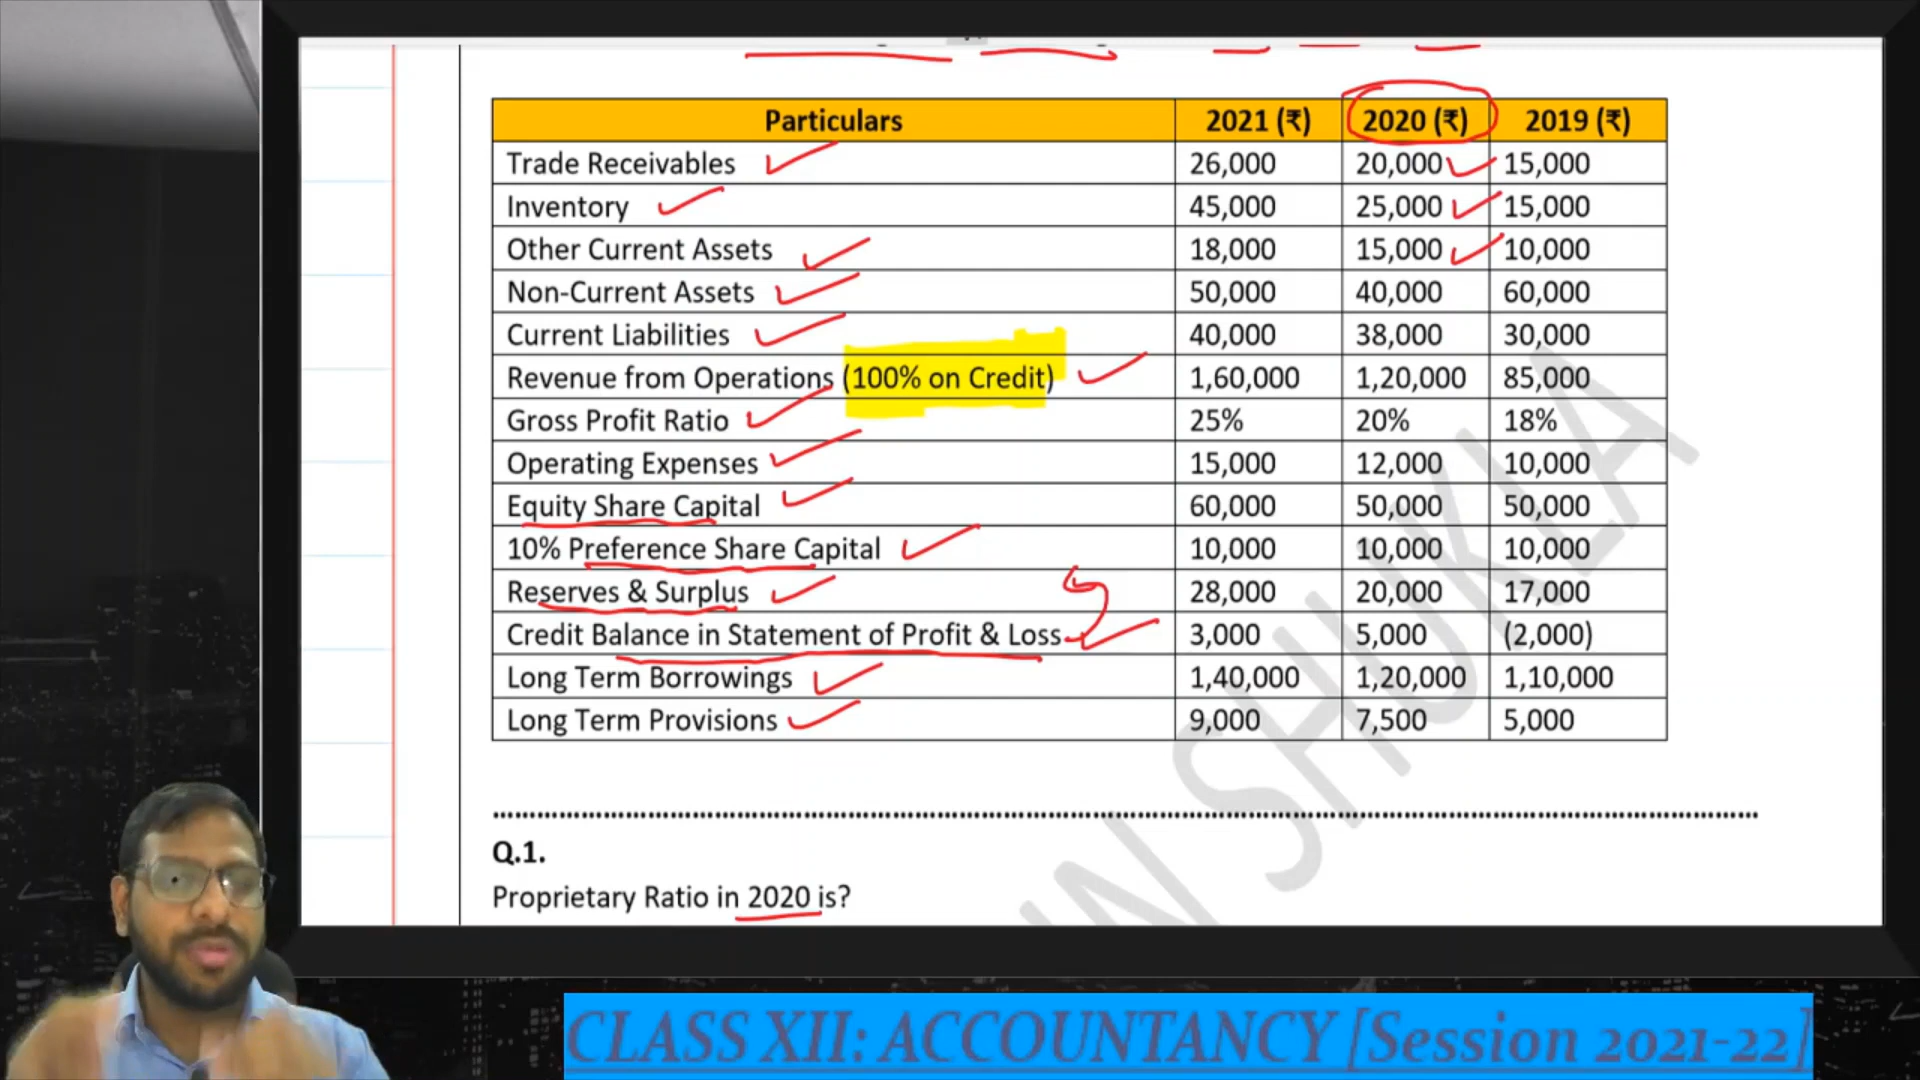 Particulars 2021 (₹) 2020 (₹) 2019 (₹)
Trade Receivables 26,000 20,000 15,000
Inventory 45,000 25,000 15,000
Other Current Assets 18,000 15,000 10,000
Non-Current Assets 50,000 40,000 60,000
Current Liabilities 40,000 38,000 30,000
Revenue from Operations (100% on Credit) 1,60,000 1,20,000 85,000
Gross Profit Ratio 25% 20% 18%
Operating Expenses 15,000 12,000 10,000
Equity Share Capital 60,000 50,000 50,000
10% Preference Share Capital 10,000 10,000 10,000
Reserves & Surplus 28,000 20,000 17,000
Credit Balance in Statement of Profit & Loss 3,000 5,000 (2,000)
Long Term Borrowings 1,40,000 1,20,000 1,10,000
Long Term Provisions 9,000 7,500 5,000
SHUKLA
Q.1.
Proprietary Ratio in 2020 is?
CLASS XII: ACCOUNTANCY [Session 2021-22]